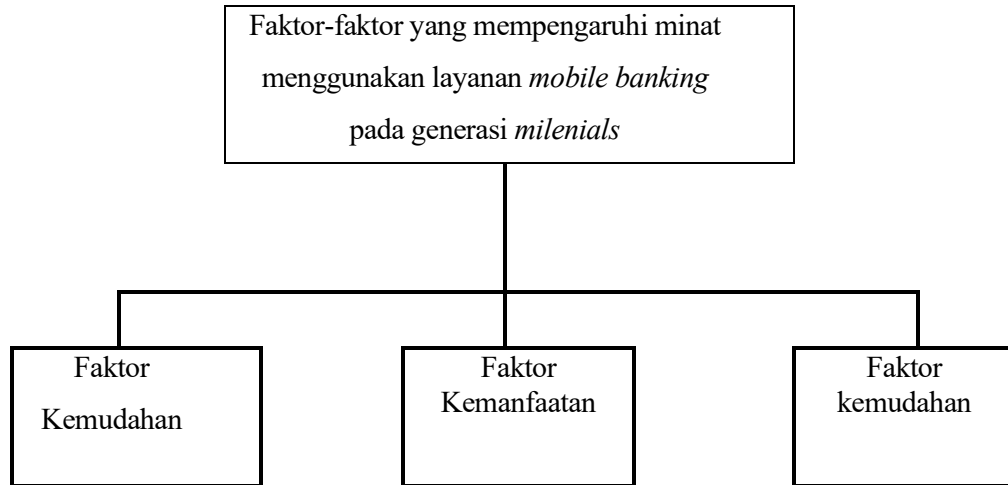 Faktor-faktor yang mempengaruhi minat
menggunakan layanan mobile banking
pada generasi milenials
Faktor
Kemudahan
Faktor
Kemanfaatan
Faktor
kemudahan